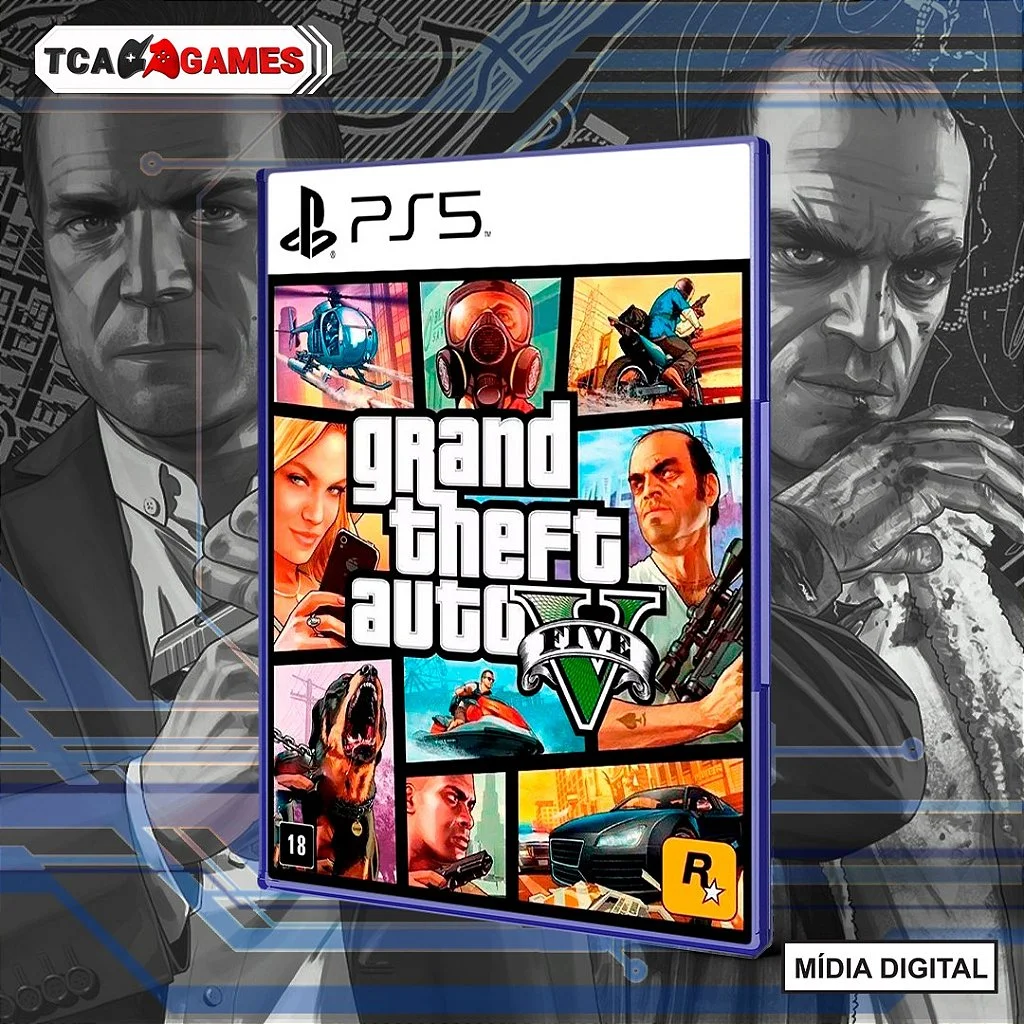 TCA GAMES
PS5
grand
theft
auto V
FIVE
18
R
MÍDIA DIGITAL